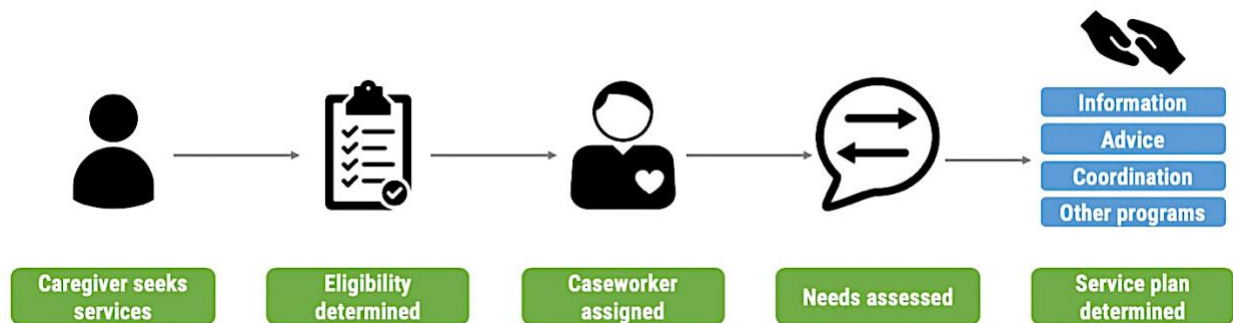 Information
Advice
Coordination
Other programs
Caregiver seeks
services
Eligibility
determined
Caseworker
assigned
Needs assessed
Service plan
determined